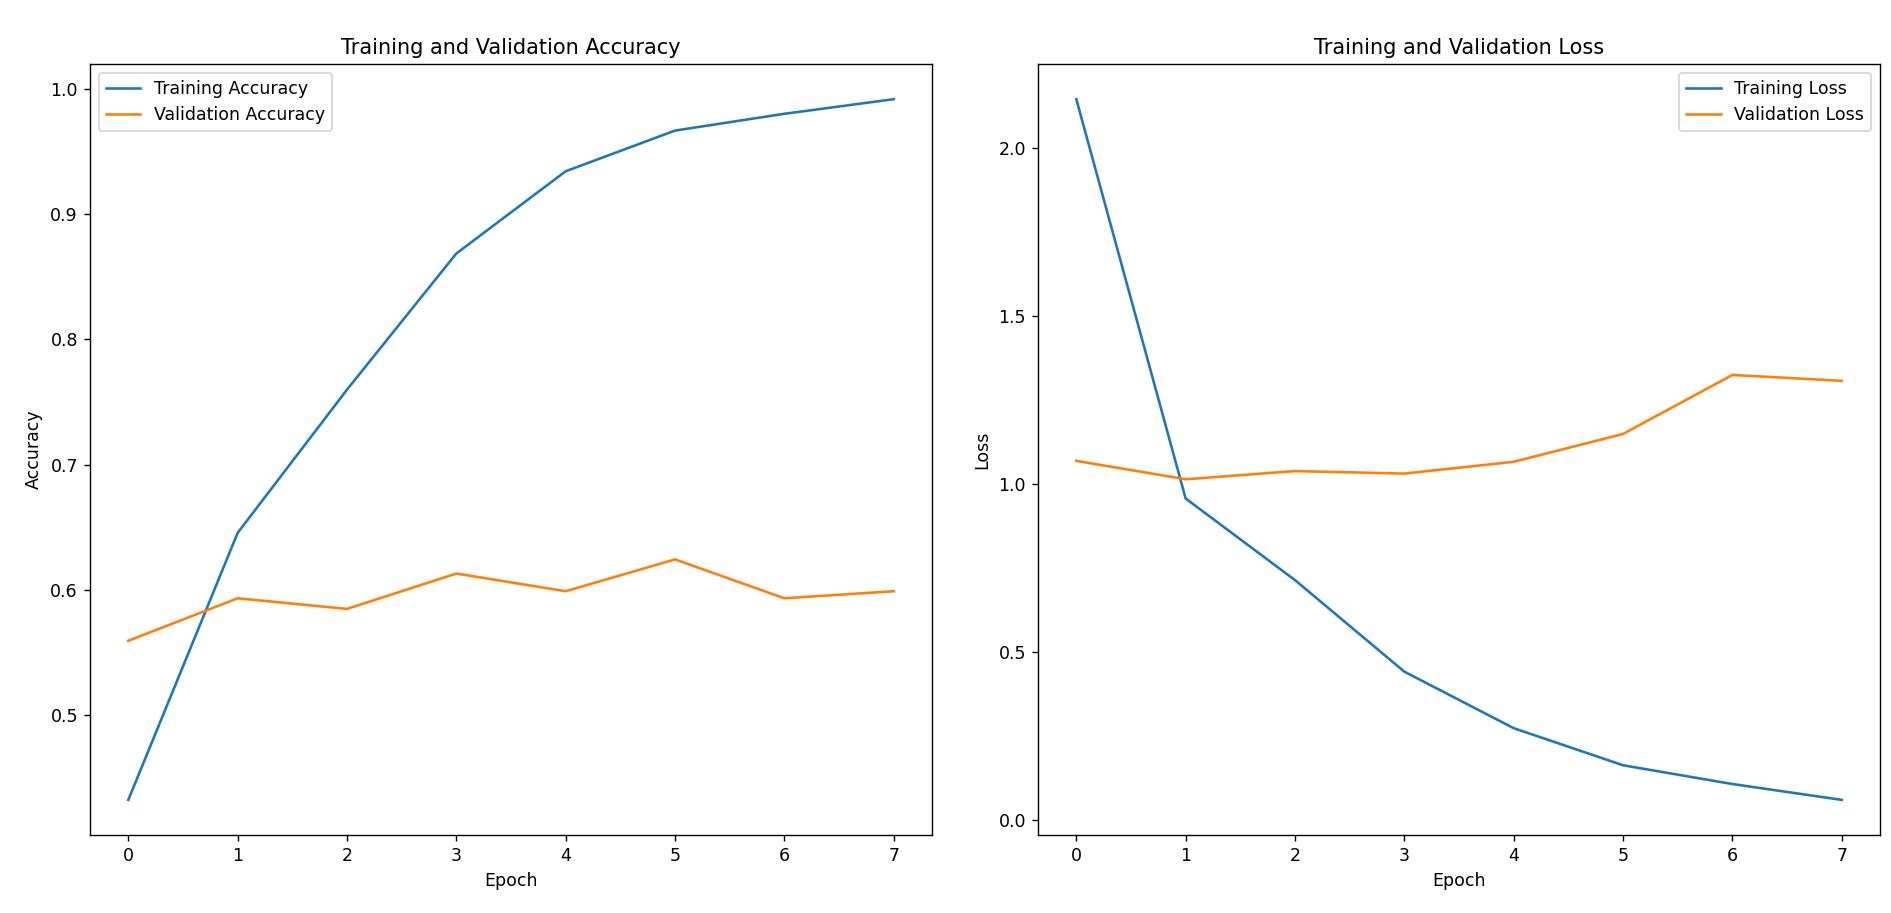 Training and Validation Accuracy
Training Accuracy
Validation Accuracy
1.0
0.9
0.8
0.7
0.6
0.5
Accuracy
0 1 2 3 4 5 6 7
Epoch
Training and Validation Loss
Training Loss
Validation Loss
2.0
1.5
1.0
0.5
0.0
Loss
0 1 2 3 4 5 6 7
Epoch